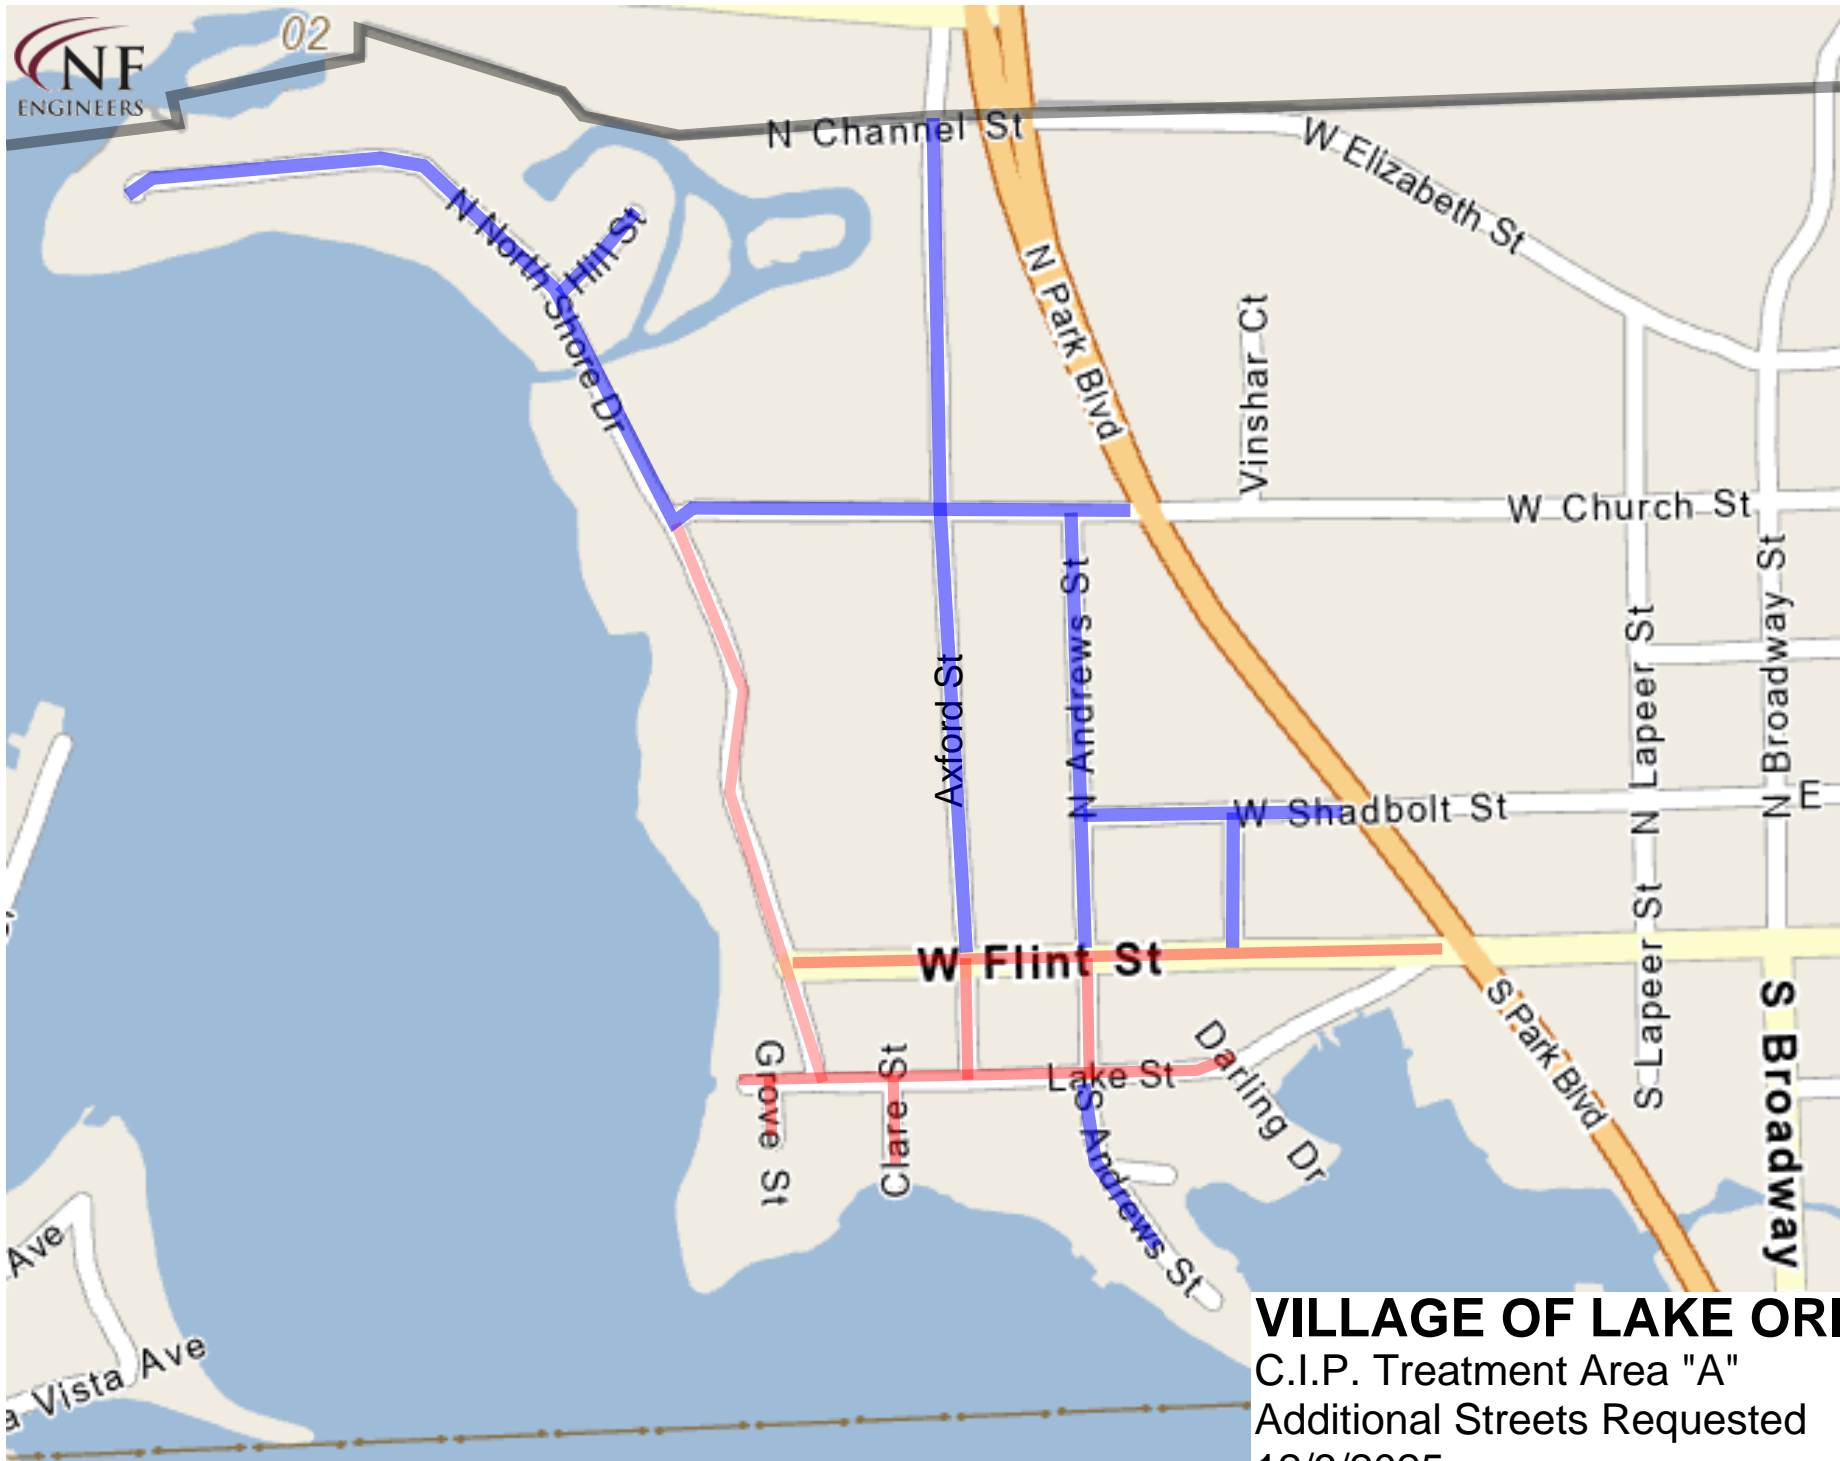 02
NF
ENGINEERS
N Channel St
W Elizabeth St
N North Shore Dr
Hill St
N Park Blvd
Vinshar Ct
W Church St
N Andrews St
Axford St
N Lapeer St
N Broadway St
W Shadbolt St
E
W Flint St
S Lapeer St
S Broadway
S Park Blvd
Grove St
Clare St
Lake St
Darling Dr
S Andrews St
Ave
Vista Ave
VILLAGE OF LAKE
C.I.P. Treatment Area "A"
Additional Streets Requested